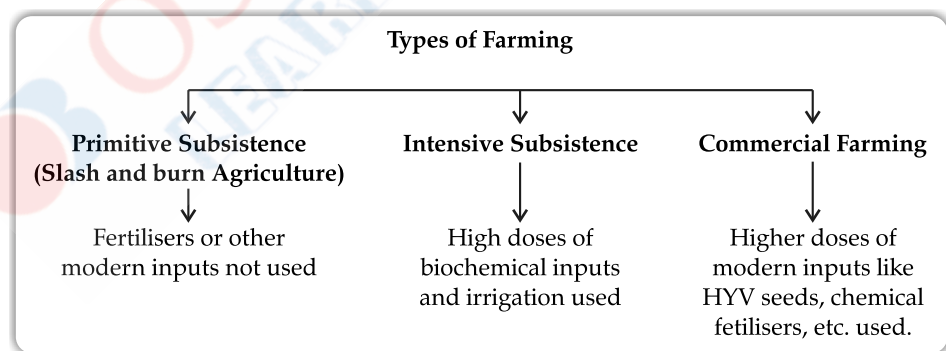 Types of Farming
Primitive Subsistence
(Slash and burn Agriculture)
Fertilisers or other
modern inputs not used
Intensive Subsistence
High doses of
biochemical inputs
and irrigation used
Commercial Farming
Higher doses of
modern inputs like
HYV seeds, chemical
fetilisers, etc. used.